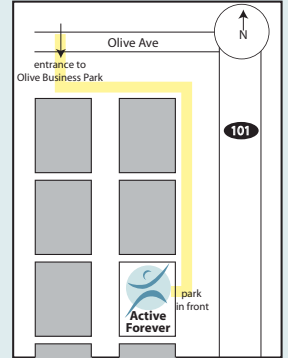 N
Olive Ave
entrance to
Olive Business Park
101
park
in front
Active
Forever